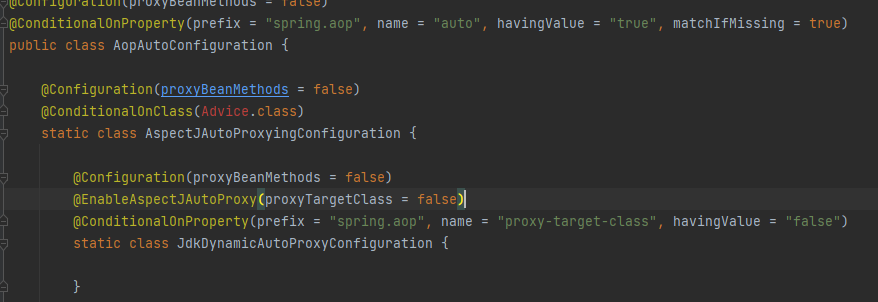 @Configuration(proxyBeanMethods = false)
@ConditionalOnProperty(prefix = "spring.aop", name = "auto", havingValue = "true", matchIfMissing = true)
public class AopAutoConfiguration {
@Configuration(proxyBeanMethods = false)
@ConditionalOnClass(Advice.class)
static class AspectJAutoProxyingConfiguration {
@Configuration(proxyBeanMethods = false)
@EnableAspectJAutoProxy(proxyTargetClass = false)
@ConditionalOnProperty(prefix = "spring.aop", name = "proxy-target-class", havingValue = "false")
static class JdkDynamicAutoProxyConfiguration {
}